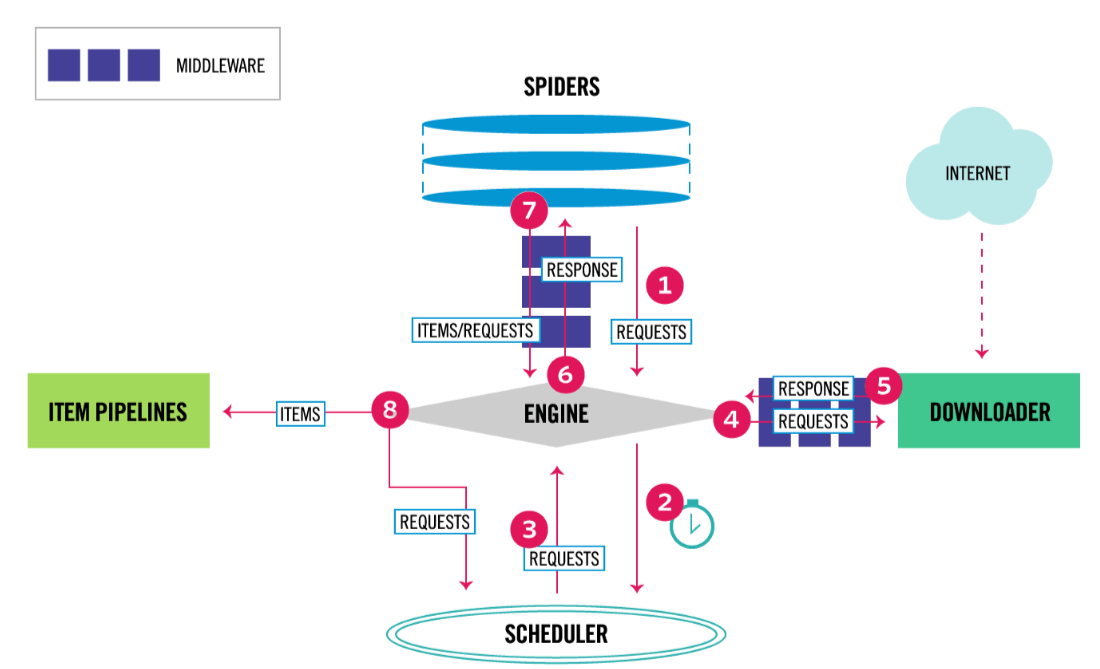 MIDDLEWARE
SPIDERS
INTERNET
7
RESPONSE
1
ITEMS/REQUESTS
REQUESTS
6
5
RESPONSE
ITEM PIPELINES
ITEMS
8
ENGINE
4
REQUESTS
DOWNLOADER
2
REQUESTS
3
REQUESTS
SCHEDULER